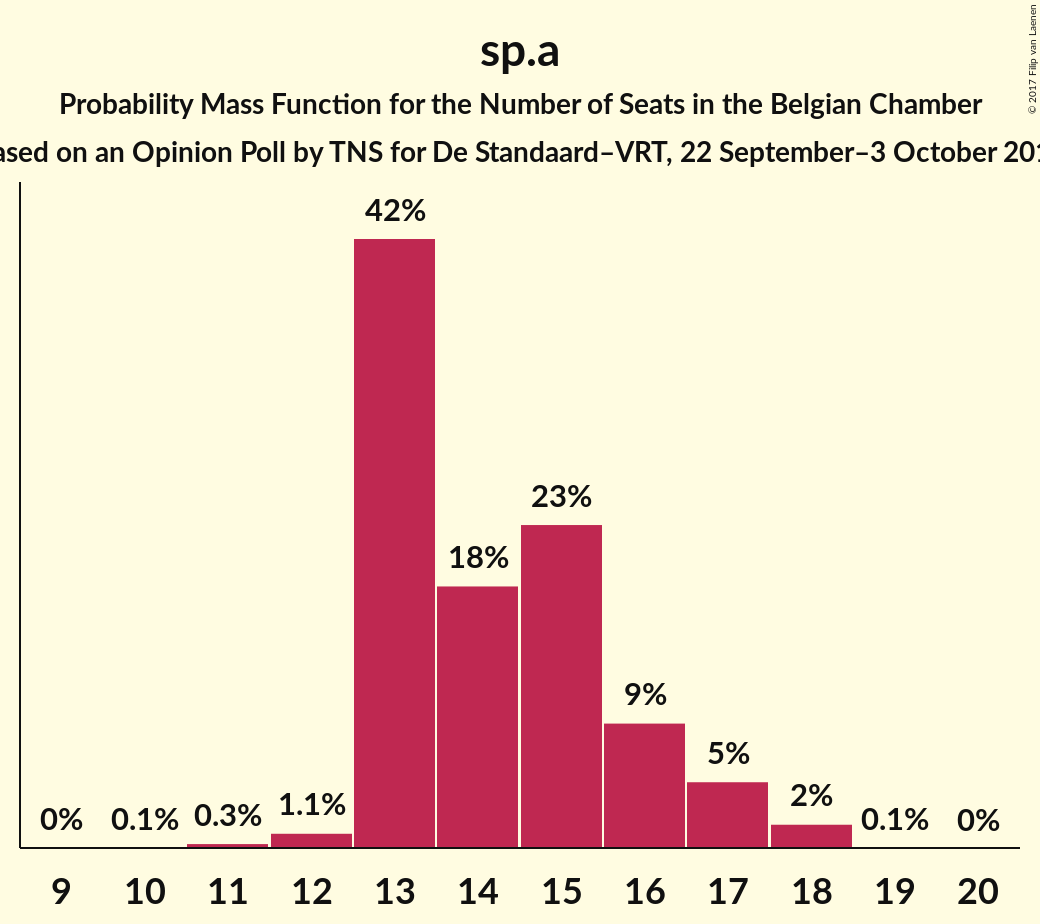 sp.a
Probability Mass Function for the Number of Seats in the Belgian Chamber
on an Opinion Poll by TNS for De Standaard–VRT, 22 September–3 October
42%
23%
18%
9%
5%
2%
1.1%
0.3%
0% 0.1% 0.1% 0%
9 10 11 12 13 14 15 16 17 18 19 20
© 2017 Filip van Laenen